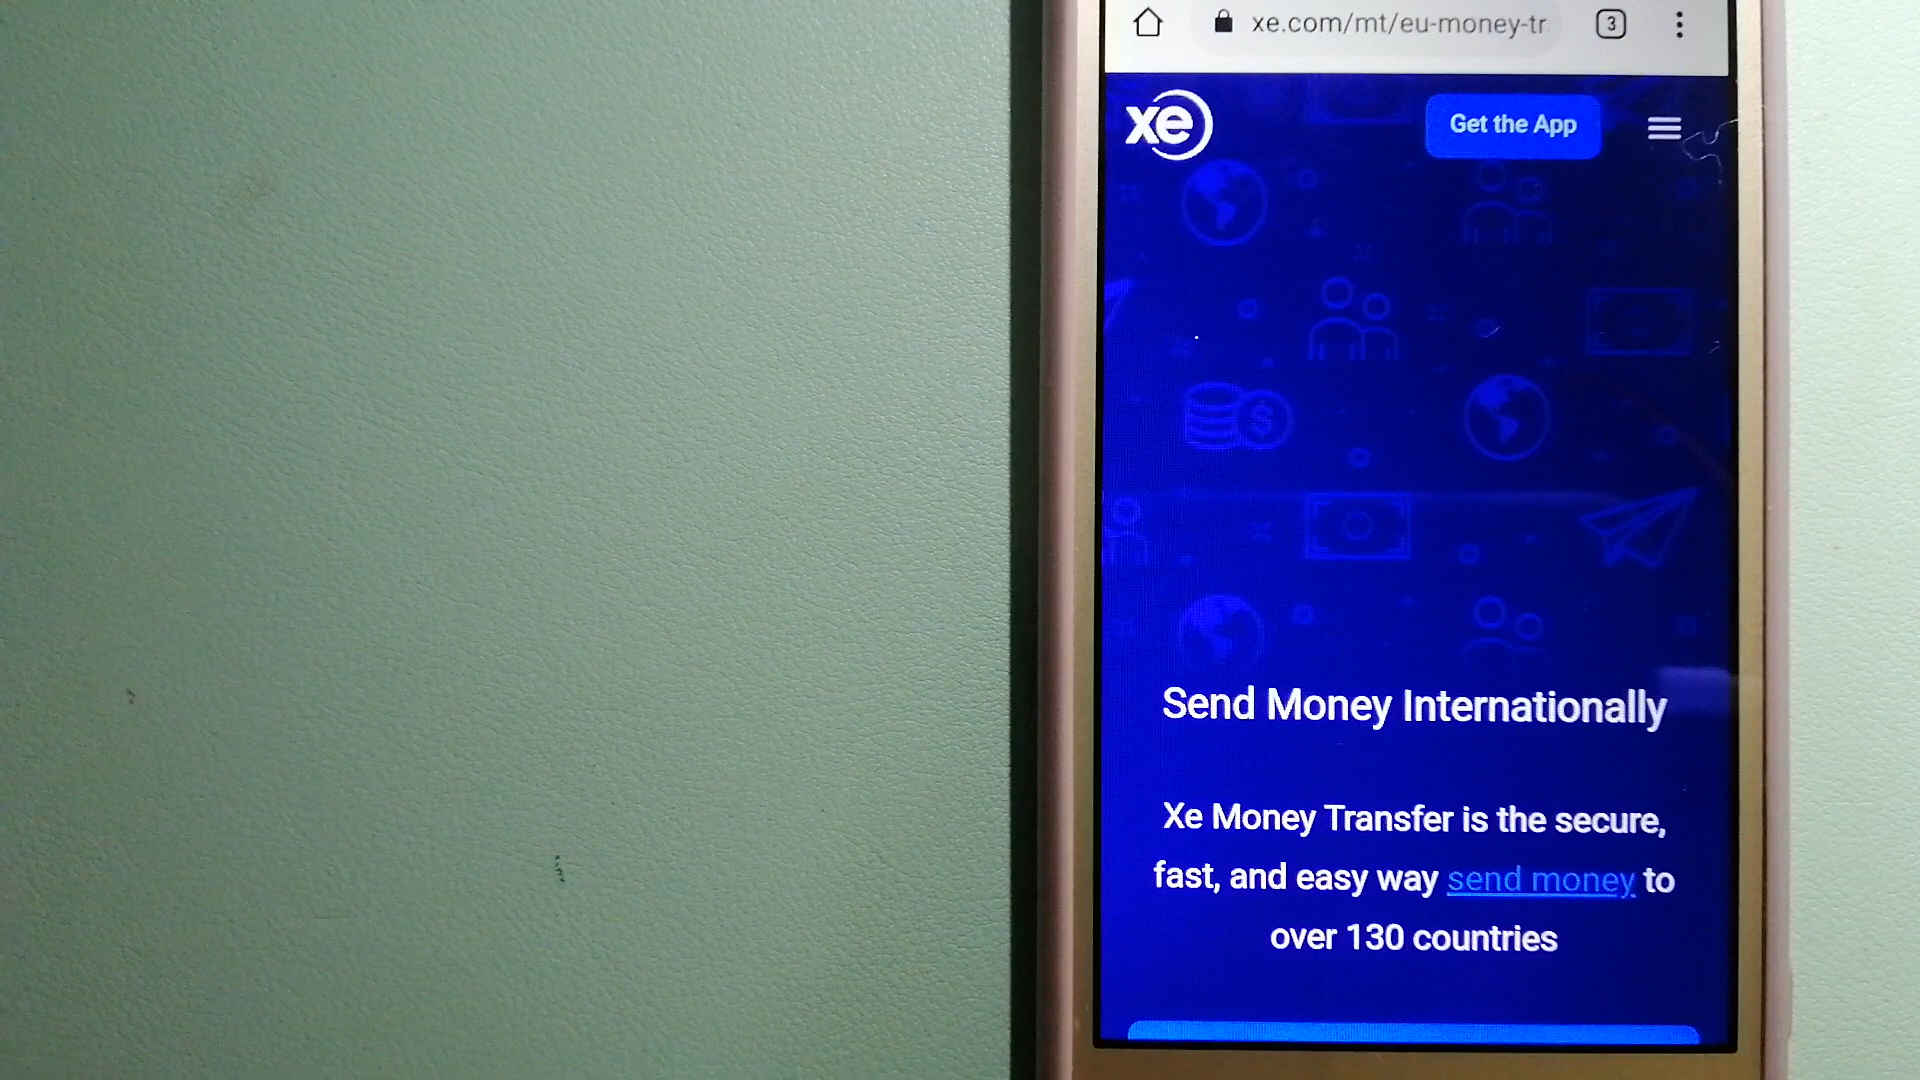 xe.com/mt/eu-money-tr
3
xe
Get the App
$
Send Money Internationally
Xe Money Transfer is the secure,
fast, and easy way send money to
over 130 countries